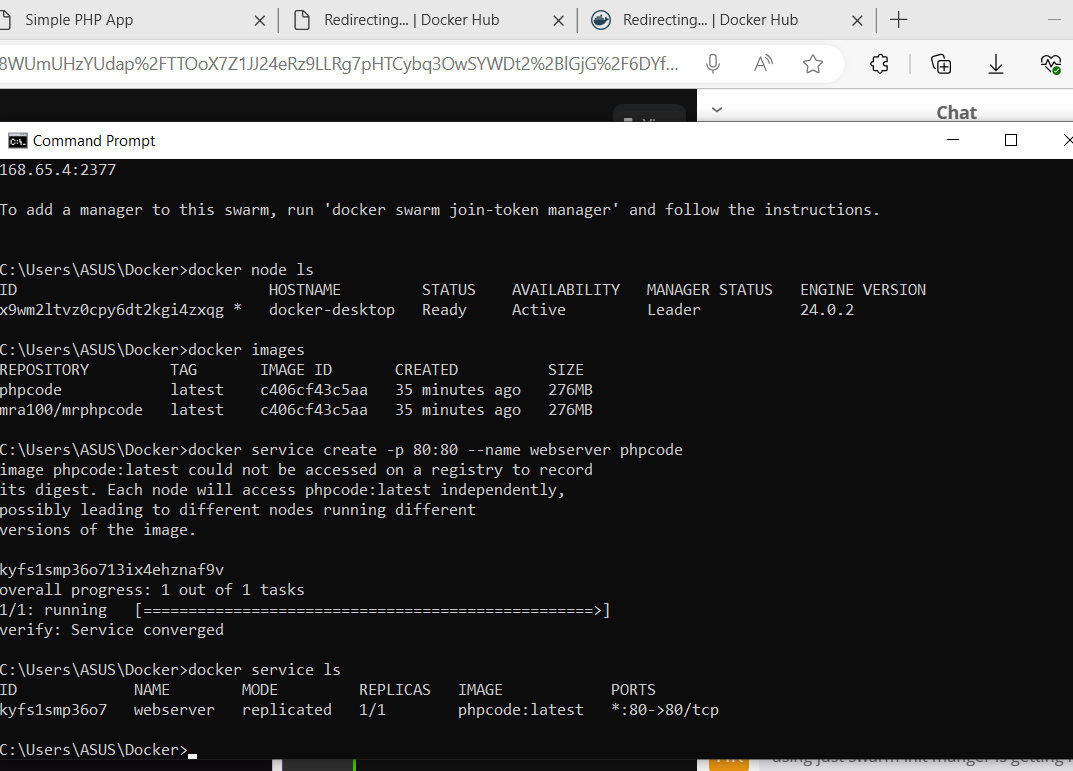 Simple PHP App
Redirecting... | Docker Hub
Redirecting... | Docker Hub
8WUmUHzYUdap%2FTTOoX7Z1JJ24eRz9LLRg7pHTCybq3OwSYWDt2%2BlGjG%2F6DYf...
Chat
Command Prompt
168.65.4:2377
To add a manager to this swarm, run 'docker swarm join-token manager' and follow the instructions.
C:\Users\ASUS\Docker>docker node ls
ID HOSTNAME STATUS AVAILABILITY MANAGER STATUS ENGINE VERSION
x9wm2ltvz0cpy6dt2kgi4zxqg * docker-desktop Ready Active Leader 24.0.2
C:\Users\ASUS\Docker>docker images
REPOSITORY TAG IMAGE ID CREATED SIZE
phpcode latest c406cf43c5aa 35 minutes ago 276MB
mra100/mrphpcode latest c406cf43c5aa 35 minutes ago 276MB
C:\Users\ASUS\Docker>docker service create -p 80:80 --name webserver phpcode
image phpcode:latest could not be accessed on a registry to record
its digest. Each node will access phpcode:latest independently,
possibly leading to different nodes running different
versions of the image.
kyfs1smp36o713ix4ehznaf9v
overall progress: 1 out of 1 tasks
1/1: running [==================================================>]
verify: Service converged
C:\Users\ASUS\Docker>docker service ls
ID NAME MODE REPLICAS IMAGE PORTS
kyfs1smp36o7 webserver replicated 1/1 phpcode:latest *:80->80/tcp
C:\Users\ASUS\Docker>
using just swarm init manger is getting